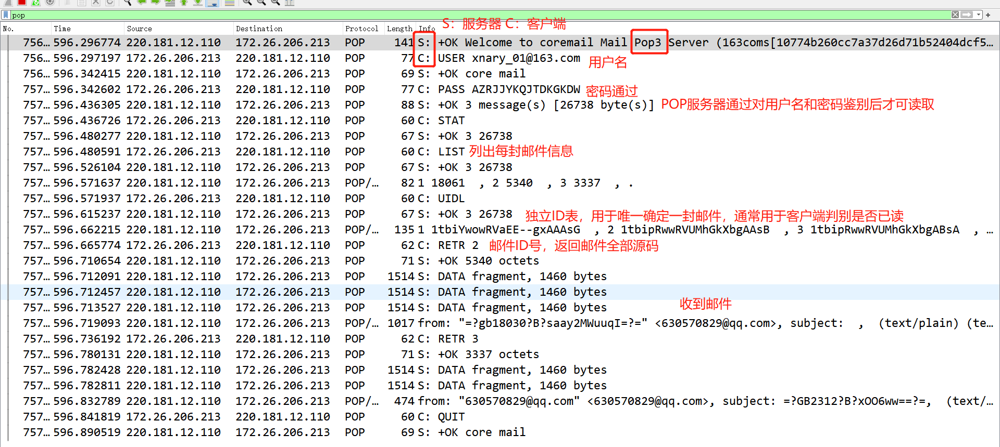 pop
No. Time Source Destination Protocol Length Info
S：服务器 C：客户端
756… 596.296774 220.181.12.110 172.26.206.213 POP 141 S: +OK Welcome to coremail Mail Pop3 Server (163coms[10774b260cc7a37d26d71b52404dcf5…
756… 596.297197 172.26.206.213 220.181.12.110 POP 77 C: USER xnary_01@163.com 用户名
756… 596.342415 220.181.12.110 172.26.206.213 POP 69 S: +OK core mail
756… 596.342602 172.26.206.213 220.181.12.110 POP 77 C: PASS AZRJJYKQJTDKGKDW 密码通过
757… 596.436305 220.181.12.110 172.26.206.213 POP 88 S: +OK 3 message(s) [26738 byte(s)] POP服务器通过对用户名和密码鉴别后才可读取
757… 596.436726 172.26.206.213 220.181.12.110 POP 60 C: STAT
757… 596.480277 220.181.12.110 172.26.206.213 POP 67 S: +OK 3 26738
757… 596.480591 172.26.206.213 220.181.12.110 POP 60 C: LIST 列出每封邮件信息
757… 596.526104 220.181.12.110 172.26.206.213 POP 67 S: +OK 3 26738
757… 596.571637 220.181.12.110 172.26.206.213 POP/… 82 1 18061 , 2 5340 , 3 3337 , .
757… 596.571937 172.26.206.213 220.181.12.110 POP 60 C: UIDL
757… 596.615237 220.181.12.110 172.26.206.213 POP 67 S: +OK 3 26738 独立ID表，用于唯一确定一封邮件，通常用于客户端判别是否已读
757… 596.662215 220.181.12.110 172.26.206.213 POP/… 135 1 1tbiYwowRVaEE--gxAAAsG , 2 1tbipRwwRVUMhGkXbgAAsB , 3 1tbipRwwRVUMhGkXbgABsA , …
757… 596.665774 172.26.206.213 220.181.12.110 POP 62 C: RETR 2 邮件ID号，返回邮件全部源码
757… 596.710654 220.181.12.110 172.26.206.213 POP 71 S: +OK 5340 octets
757… 596.712091 220.181.12.110 172.26.206.213 POP 1514 S: DATA fragment, 1460 bytes
757… 596.712457 220.181.12.110 172.26.206.213 POP 1514 S: DATA fragment, 1460 bytes
757… 596.713527 220.181.12.110 172.26.206.213 POP 1514 S: DATA fragment, 1460 bytes 收到邮件
757… 596.719093 220.181.12.110 172.26.206.213 POP/… 1017 from: "=?gb18030?B?saay2MWuuqI=?=" <630570829@qq.com>, subject: , (text/plain) (te…
757… 596.736192 172.26.206.213 220.181.12.110 POP 62 C: RETR 3
757… 596.780131 220.181.12.110 172.26.206.213 POP 71 S: +OK 3337 octets
757… 596.782428 220.181.12.110 172.26.206.213 POP 1514 S: DATA fragment, 1460 bytes
757… 596.782811 220.181.12.110 172.26.206.213 POP 1514 S: DATA fragment, 1460 bytes
757… 596.832789 220.181.12.110 172.26.206.213 POP/… 474 from: "630570829@qq.com" <630570829@qq.com>, subject: =?GB2312?B?xOO6ww==?=, (text/…
757… 596.841819 172.26.206.213 220.181.12.110 POP 60 C: QUIT
757… 596.890519 220.181.12.110 172.26.206.213 POP 69 S: +OK core mail